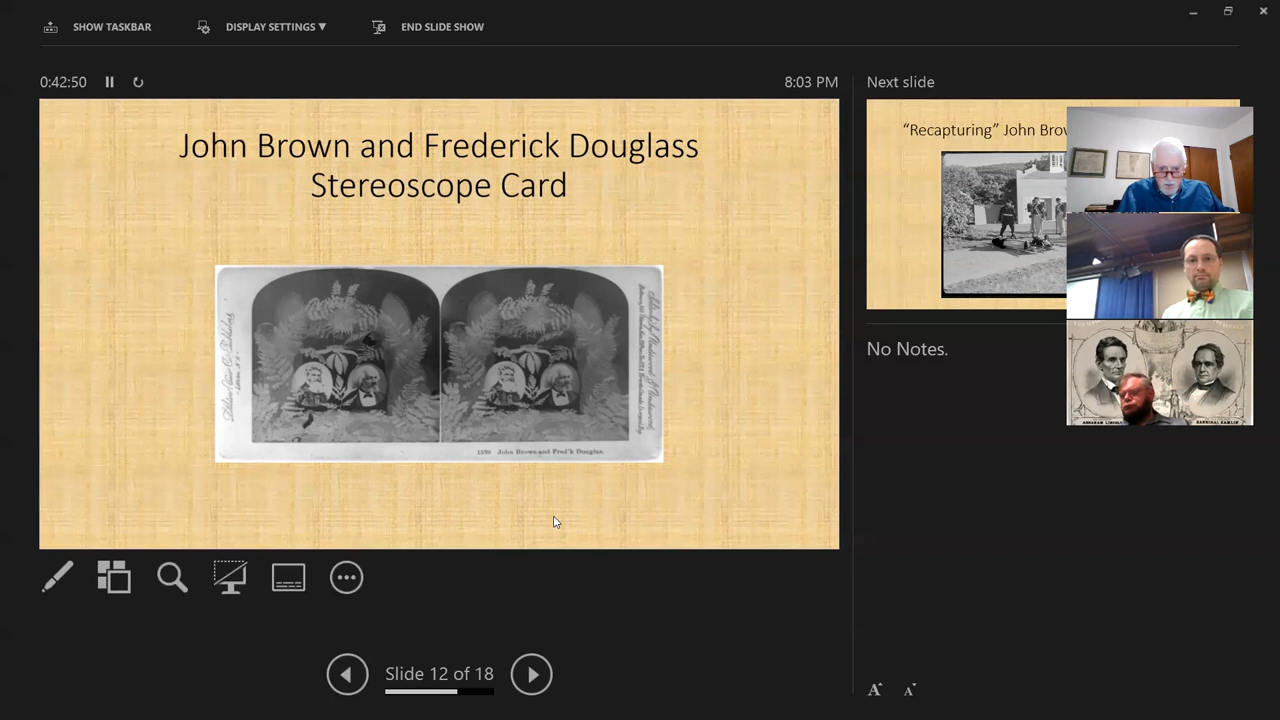 SHOW TASKBAR
DISPLAY SETTINGS ▼
END SLIDE SHOW
0:42:50
8:03 PM
Next slide
John Brown and Frederick Douglass
Stereoscope Card
1539 John Brown and Fred'k Douglas.
"Recapturing" John Brow
No Notes.
ABRAHAM LINCOLN
HANNIBAL HAMLIN
Slide 12 of 18
A
A